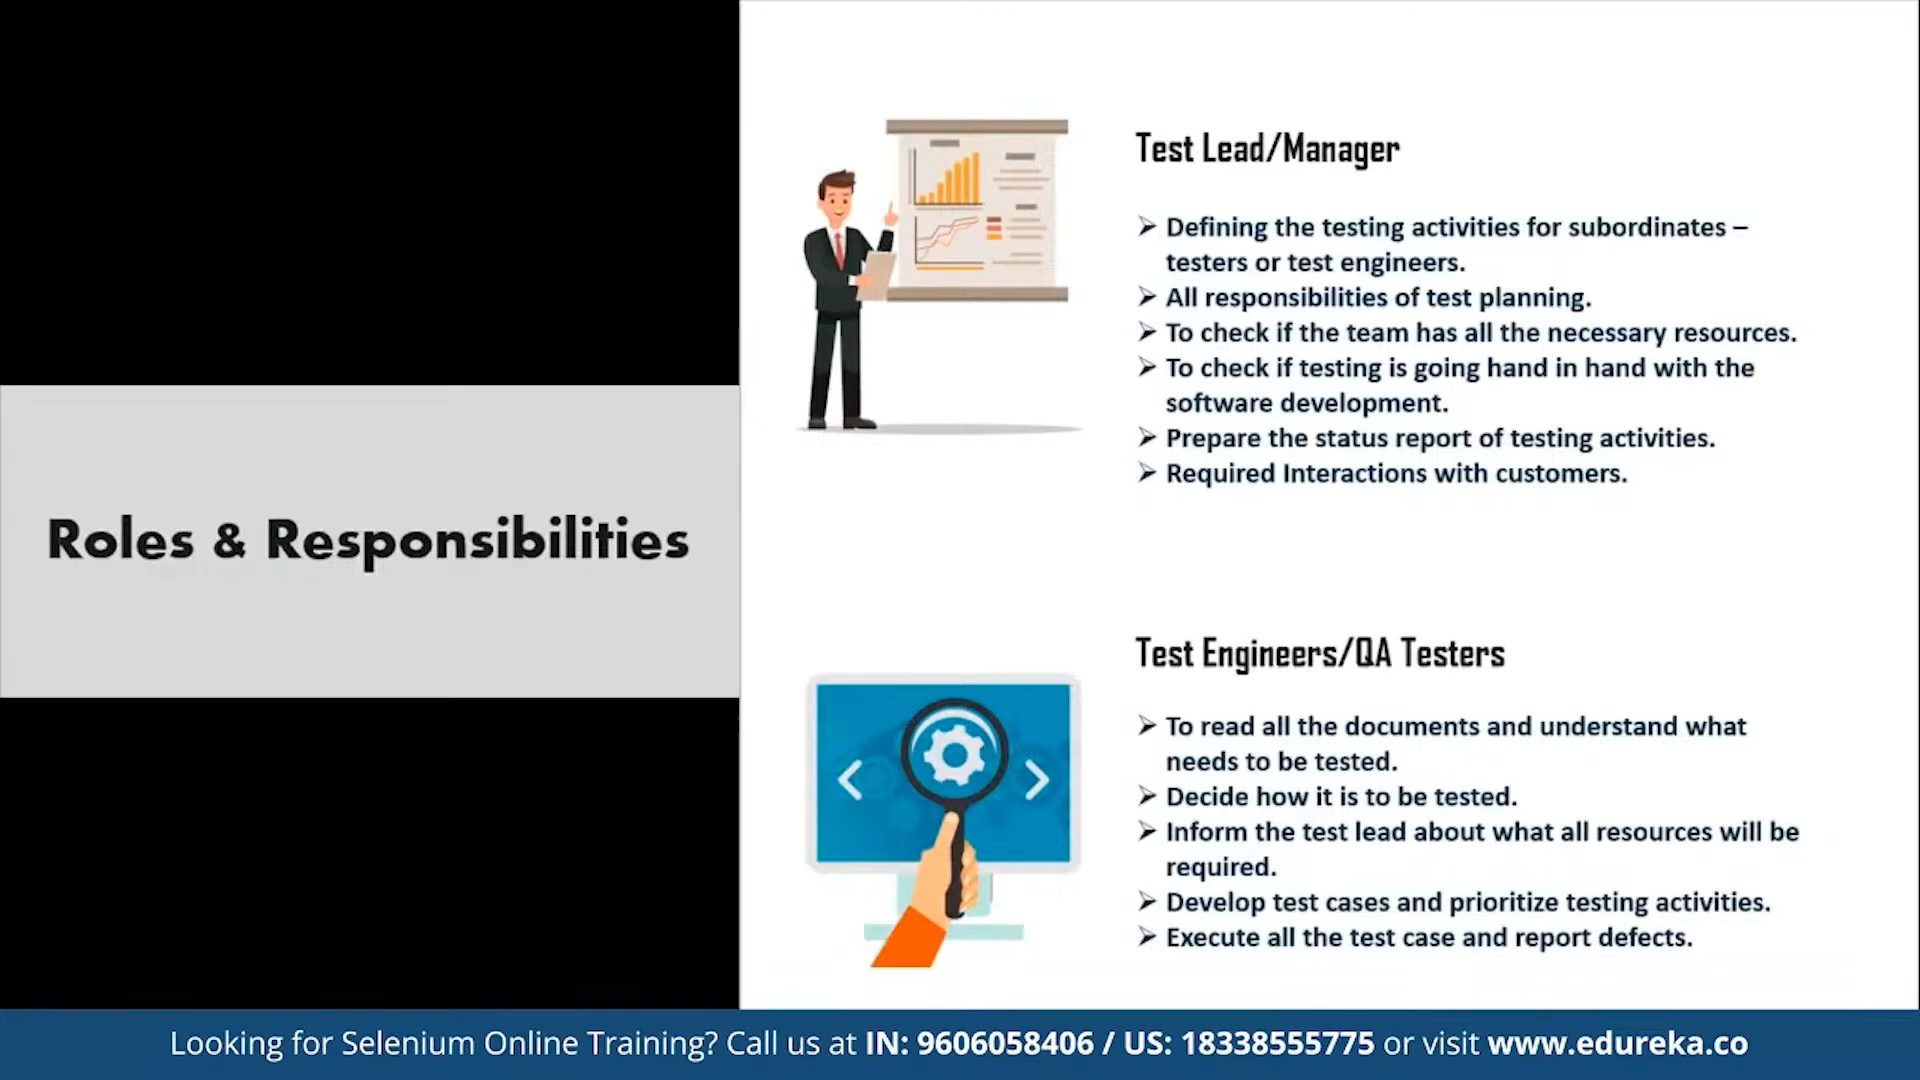 Roles & Responsibilities
Test Lead/Manager
➢ Defining the testing activities for subordinates –
testers or test engineers.
➢ All responsibilities of test planning.
➢ To check if the team has all the necessary resources.
➢ To check if testing is going hand in hand with the
software development.
➢ Prepare the status report of testing activities.
➢ Required Interactions with customers.
Test Engineers/QA Testers
➢ To read all the documents and understand what
needs to be tested.
➢ Decide how it is to be tested.
➢ Inform the test lead about what all resources will be
required.
➢ Develop test cases and prioritize testing activities.
➢ Execute all the test case and report defects.
Looking for Selenium Online Training? Call us at IN: 9606058406 / US: 18338555775 or visit www.edureka.co